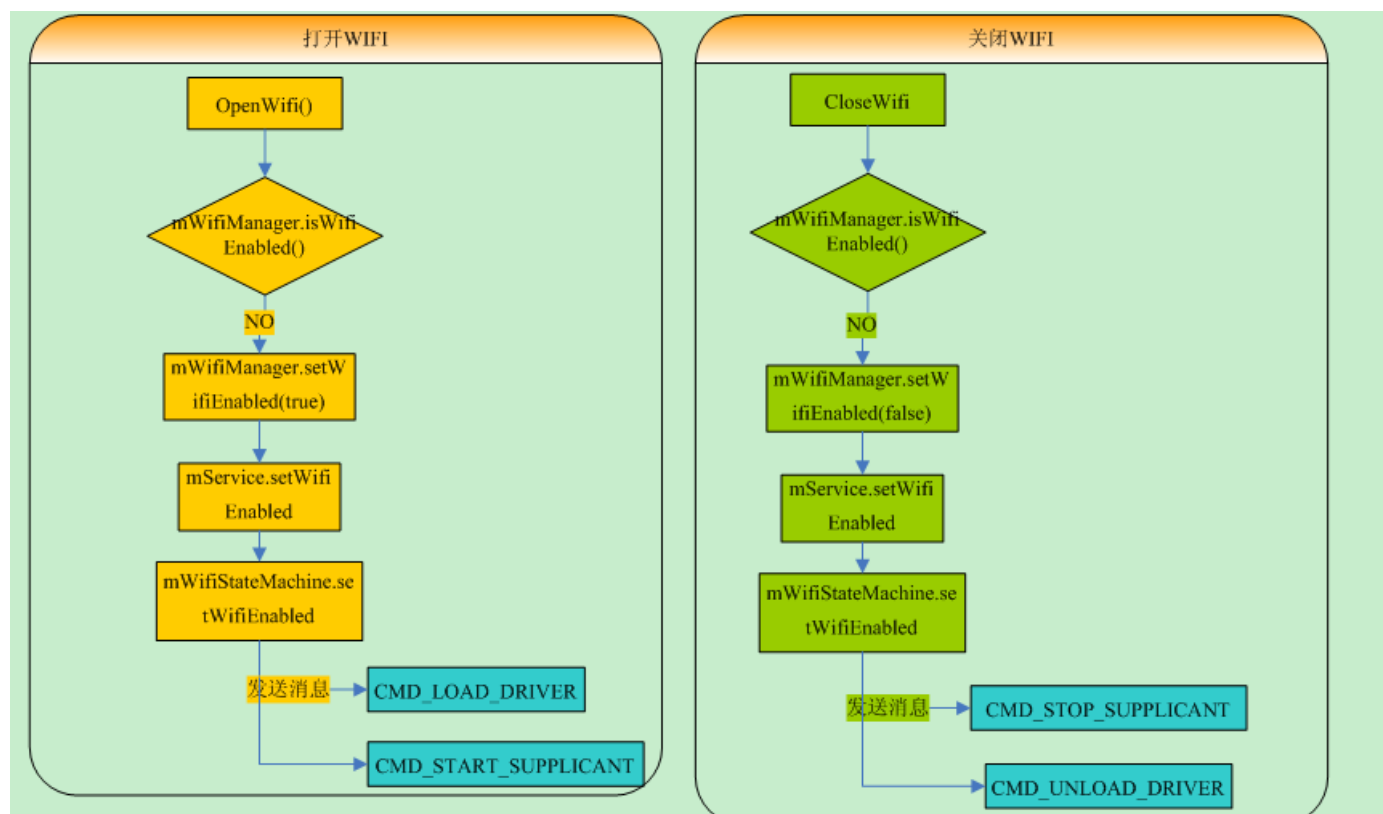 打开WIFI
OpenWifi()
mWifiManager.isWifi
Enabled()
NO
mWifiManager.setW
ifiEnabled(true)
mService.setWifi
Enabled
mWifiStateMachine.se
tWifiEnabled
发送消息
CMD_LOAD_DRIVER
CMD_START_SUPPLICANT
关闭WIFI
CloseWifi
mWifiManager.isWifi
Enabled()
NO
mWifiManager.setW
ifiEnabled(false)
mService.setWifi
Enabled
mWifiStateMachine.se
tWifiEnabled
发送消息
CMD_STOP_SUPPLICANT
CMD_UNLOAD_DRIVER